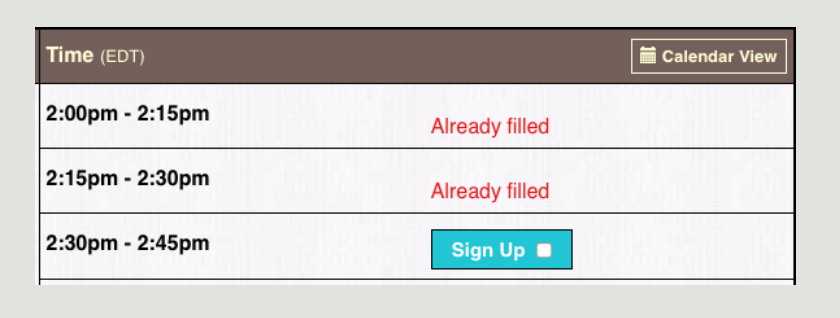 Time (EDT) Calendar View
2:00pm - 2:15pm Already filled
2:15pm - 2:30pm Already filled
2:30pm - 2:45pm Sign Up